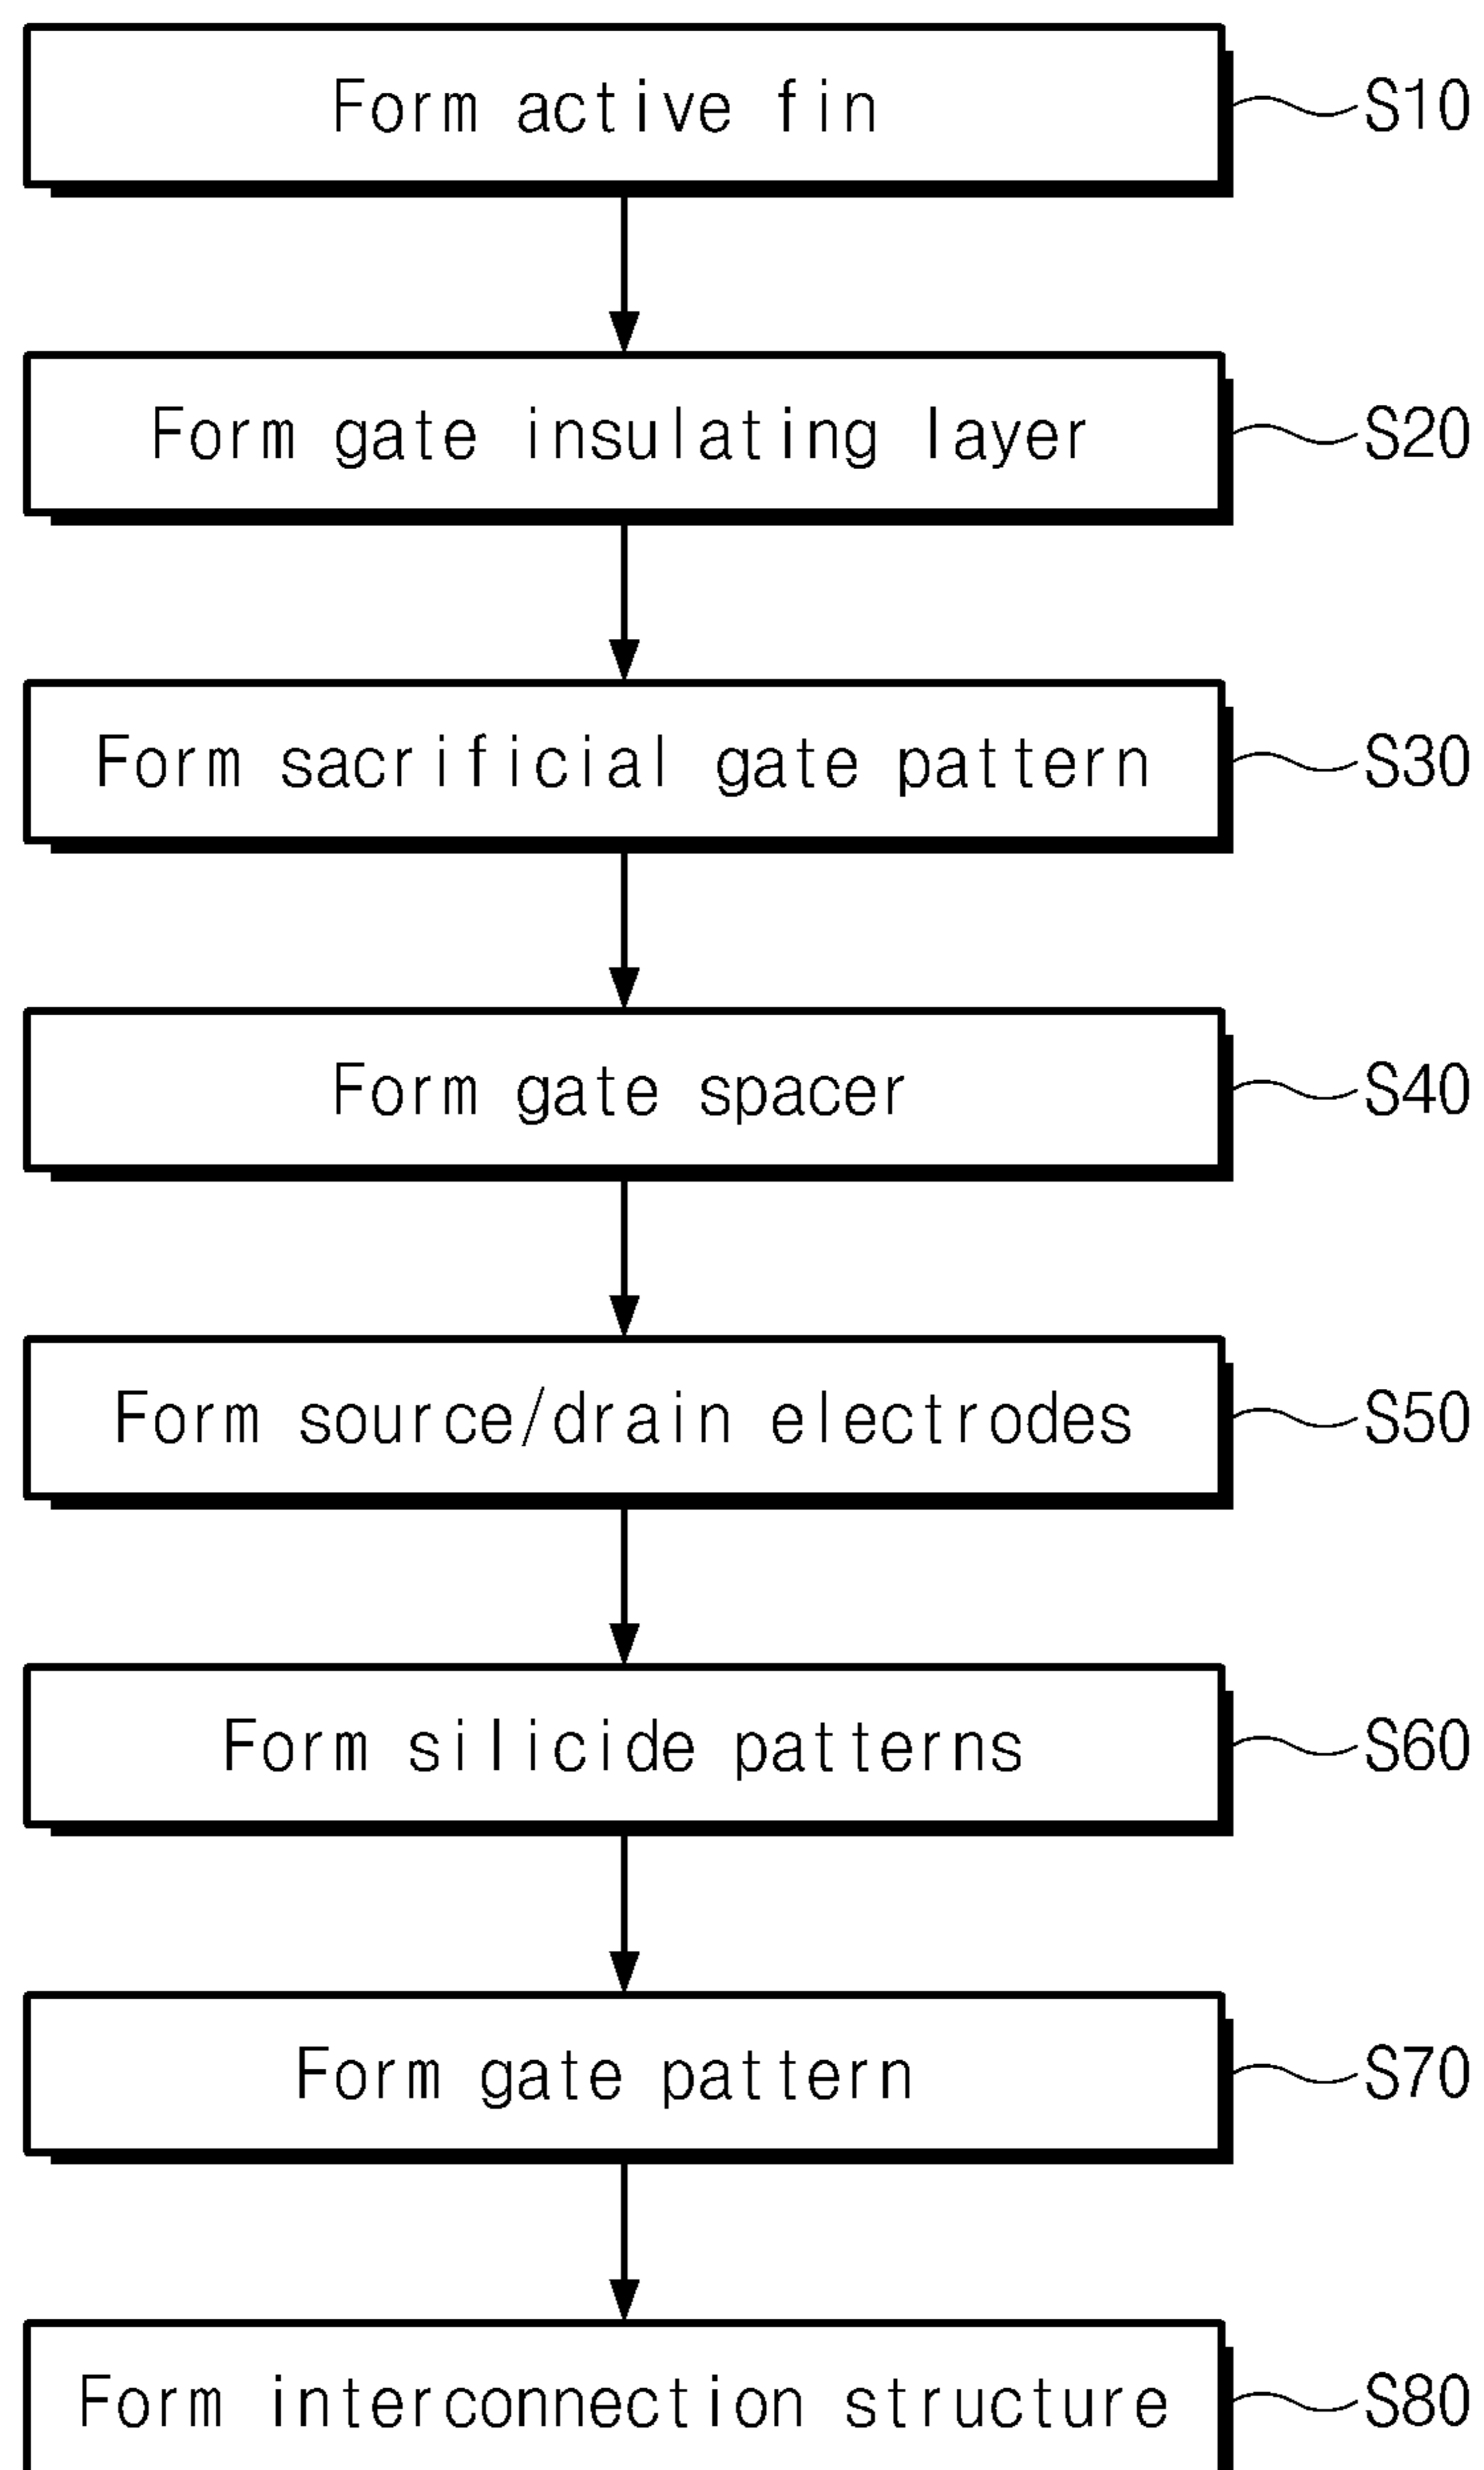 Form active fin S10
Form gate insulating layer S20
Form sacrificial gate pattern S30
Form gate spacer S40
Form source/drain electrodes S50
Form silicide patterns S60
Form gate pattern S70
Form interconnection structure S80